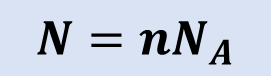 N = nN_A